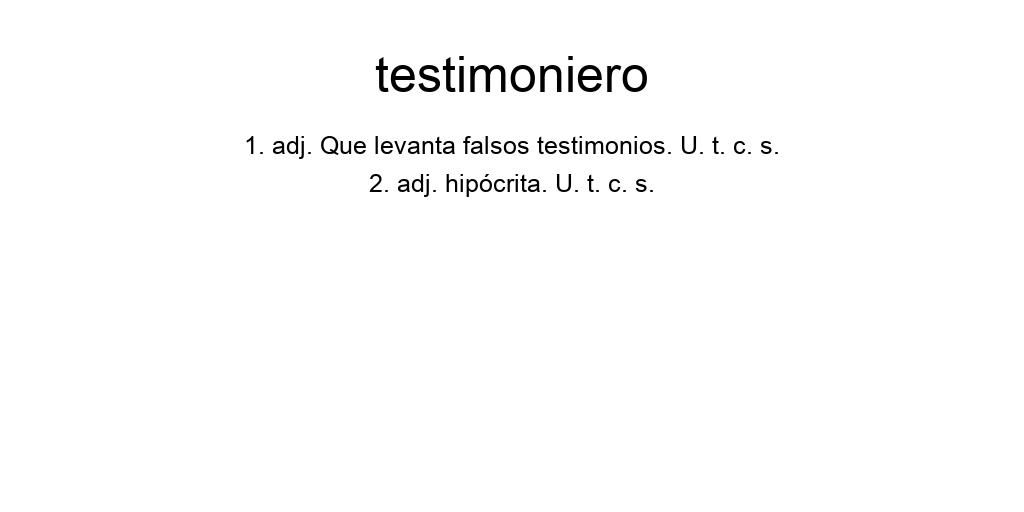 testimoniero
1. adj. Que levanta falsos testimonios. U. t. c. s.
2. adj. hipócrita. U. t. c. s.